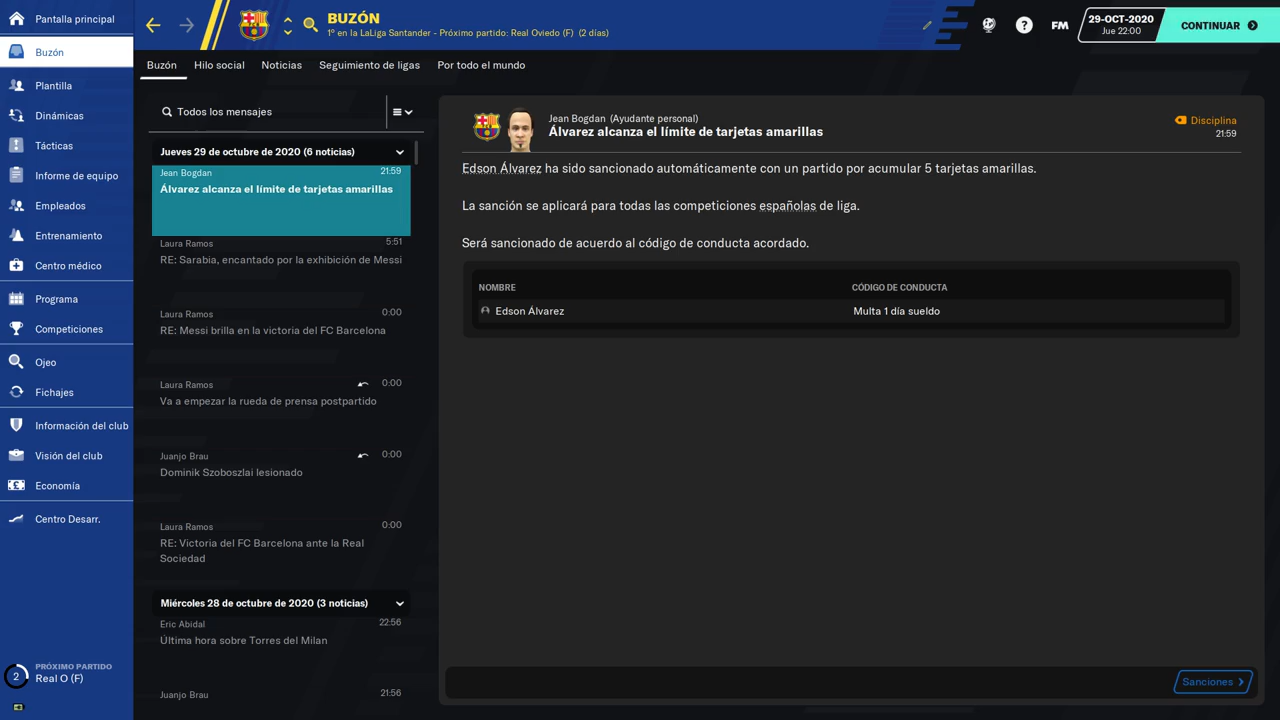 Pantalla principal
Buzón
Plantilla
Dinámicas
Tácticas
Informe de equipo
Empleados
Entrenamiento
Centro médico
Programa
Competiciones
Ojeo
Fichajes
Información del club
Visión del club
Economía
Centro Desarr.
PRÓXIMO PARTIDO
2 Real O (F)
BUZÓN
1º en la LaLiga Santander - Próximo partido: Real Oviedo (F) (2 días)
? FM
29-OCT-2020
Jue 22:00
CONTINUAR
Buzón Hilo social Noticias Seguimiento de ligas Por todo el mundo
Todos los mensajes
Jueves 29 de octubre de 2020 (6 noticias)
Jean Bogdan 21:59
Álvarez alcanza el límite de tarjetas amarillas
Laura Ramos 5:51
RE: Sarabia, encantado por la exhibición de Messi
Laura Ramos 0:00
RE: Messi brilla en la victoria del FC Barcelona
Laura Ramos 0:00
Va a empezar la rueda de prensa postpartido
Juanjo Brau 0:00
Dominik Szoboszlai lesionado
Laura Ramos 0:00
RE: Victoria del FC Barcelona ante la Real
Sociedad
Miércoles 28 de octubre de 2020 (3 noticias)
Eric Abidal 22:56
Última hora sobre Torres del Milan
Juanjo Brau 21:56
Jean Bogdan (Ayudante personal)
Álvarez alcanza el límite de tarjetas amarillas
Disciplina
21:59
Edson Álvarez ha sido sancionado automáticamente con un partido por acumular 5 tarjetas amarillas.
La sanción se aplicará para todas las competiciones españolas de liga.
Será sancionado de acuerdo al código de conducta acordado.
NOMBRE CÓDIGO DE CONDUCTA
Edson Álvarez Multa 1 día sueldo
Sanciones